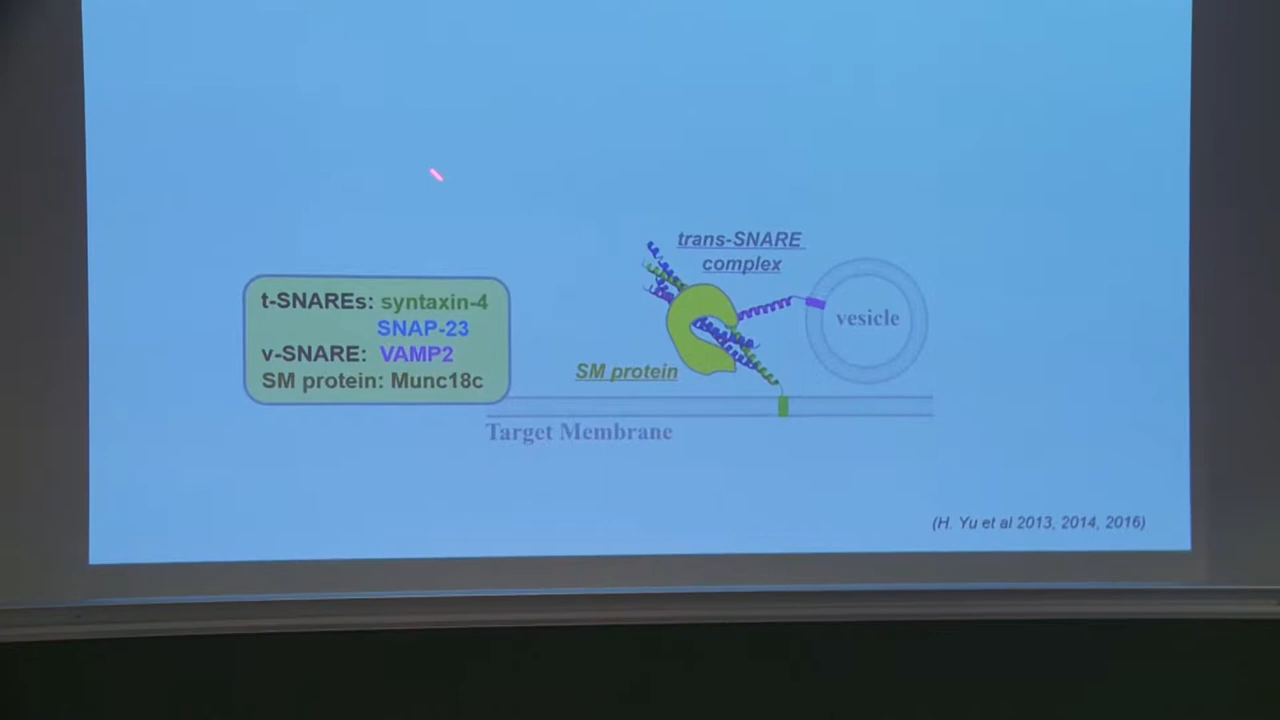 trans-SNARE
complex
t-SNAREs: syntaxin-4
SNAP-23
v-SNARE: VAMP2
SM protein: Munc18c
vesicle
SM protein
Target Membrane
(H. Yu et al 2013, 2014, 2016)